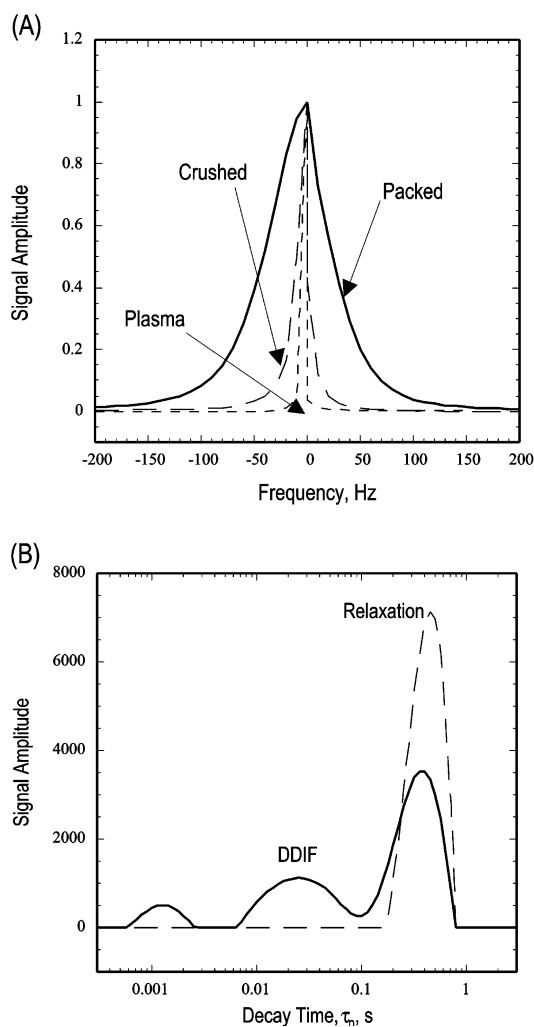 (A)
1.2
1
0.8
0.6
0.4
0.2
0
Signal Amplitude
Crushed
Packed
Plasma
-200 -150 -100 -50 0 50 100 150 200
Frequency, Hz
(B)
8000
6000
4000
2000
0
Signal Amplitude
Relaxation
DDIF
0.001 0.01 0.1 1
Decay Time, τn, s